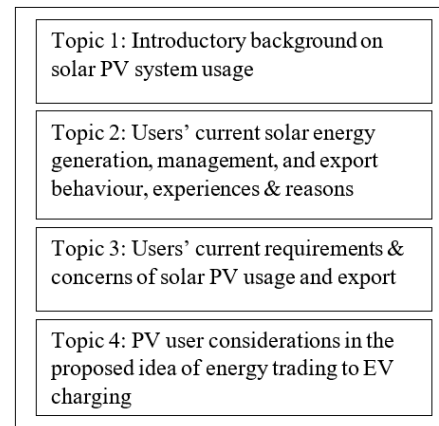 Topic 1: Introductory background on
solar PV system usage
Topic 2: Users’ current solar energy
generation, management, and export
behaviour, experiences & reasons
Topic 3: Users’ current requirements &
concerns of solar PV usage and export
Topic 4: PV user considerations in the
proposed idea of energy trading to EV
charging